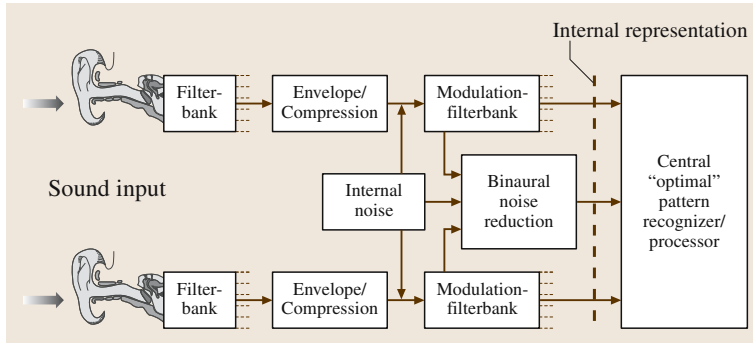 Internal representation
Filter-
bank
Envelope/
Compression
Modulation-
filterbank
Sound input
Internal
noise
Binaural
noise
reduction
Central
“optimal”
pattern
recognizer/
processor
Filter-
bank
Envelope/
Compression
Modulation-
filterbank